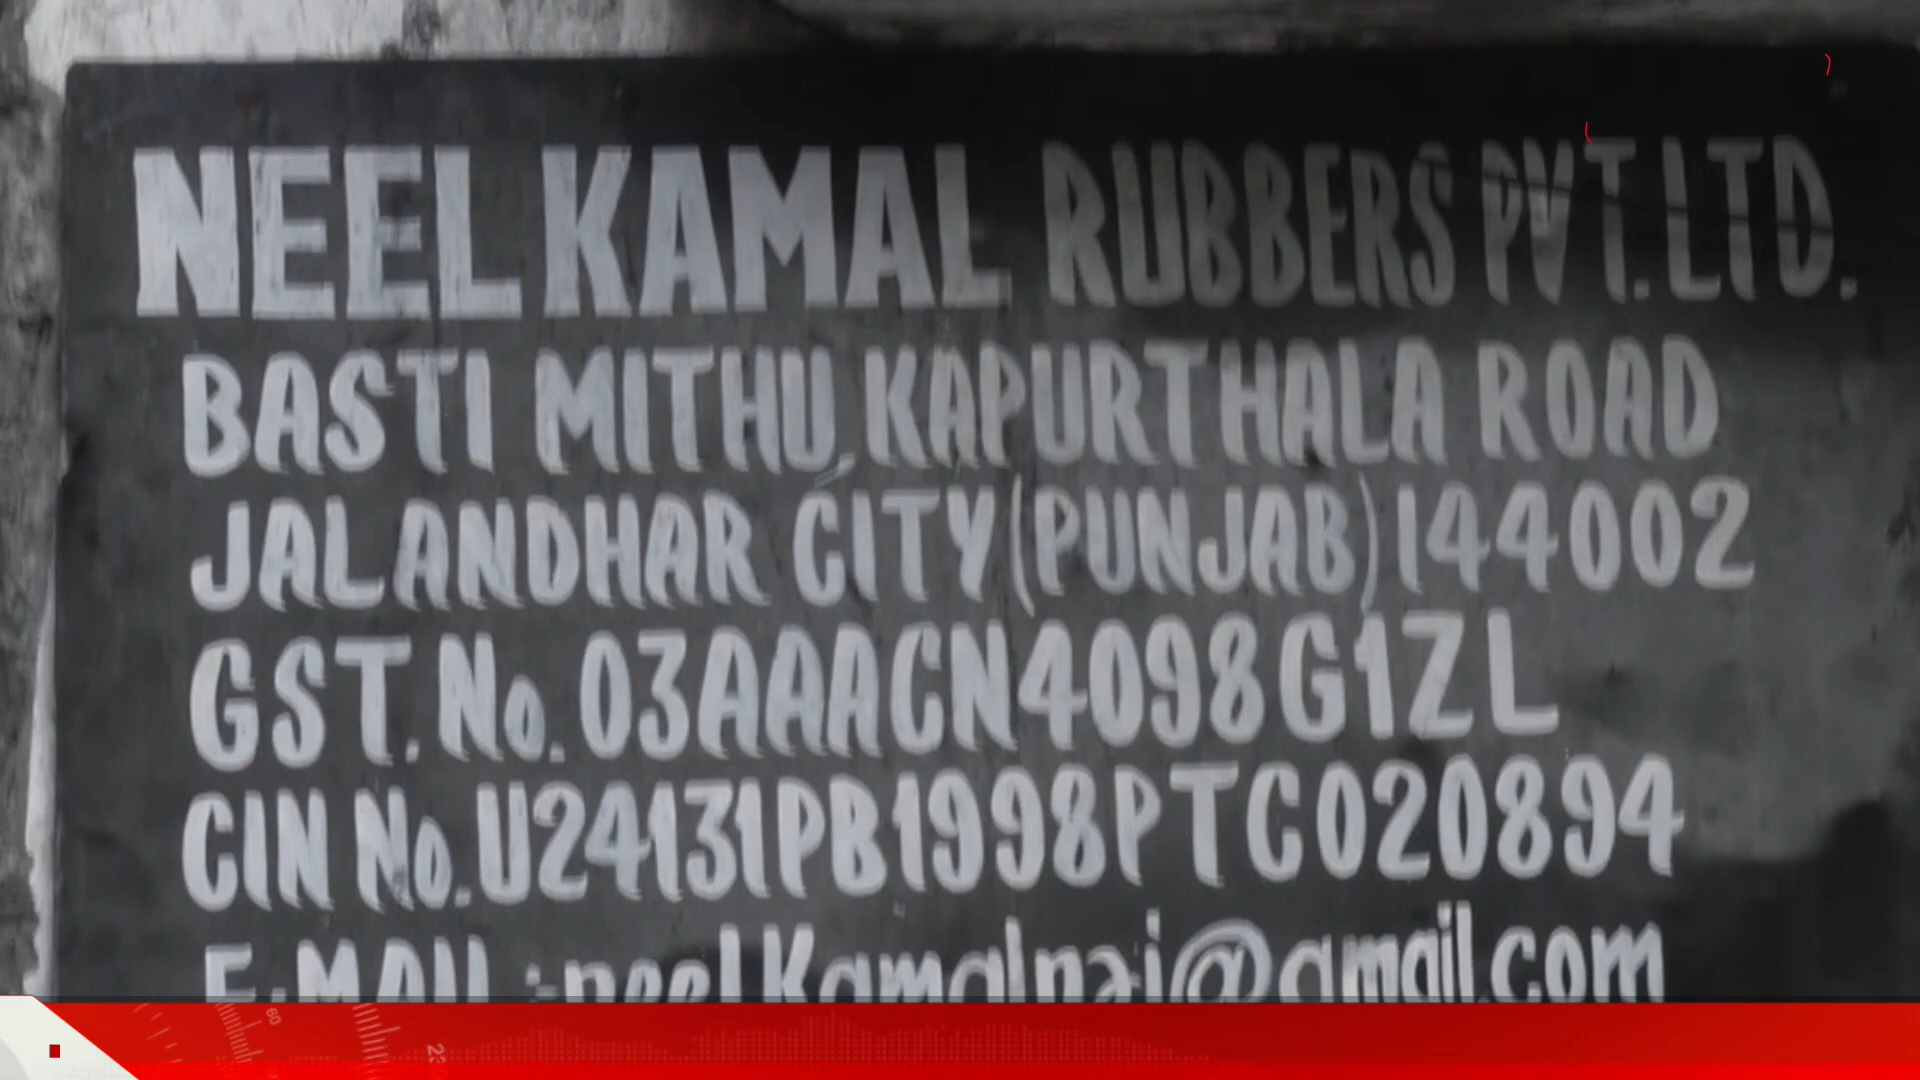 NEEL KAMAL RUBBERS PVT. LTD.
BASTI MITHU, KAPURTHALA ROAD
JALANDHAR CITY (PUNJAB) 144002
GST. No. 03AAACN4098G1ZL
CIN No. U24131PB1998PTC020894
E-MAIL :- @gmail.com
60